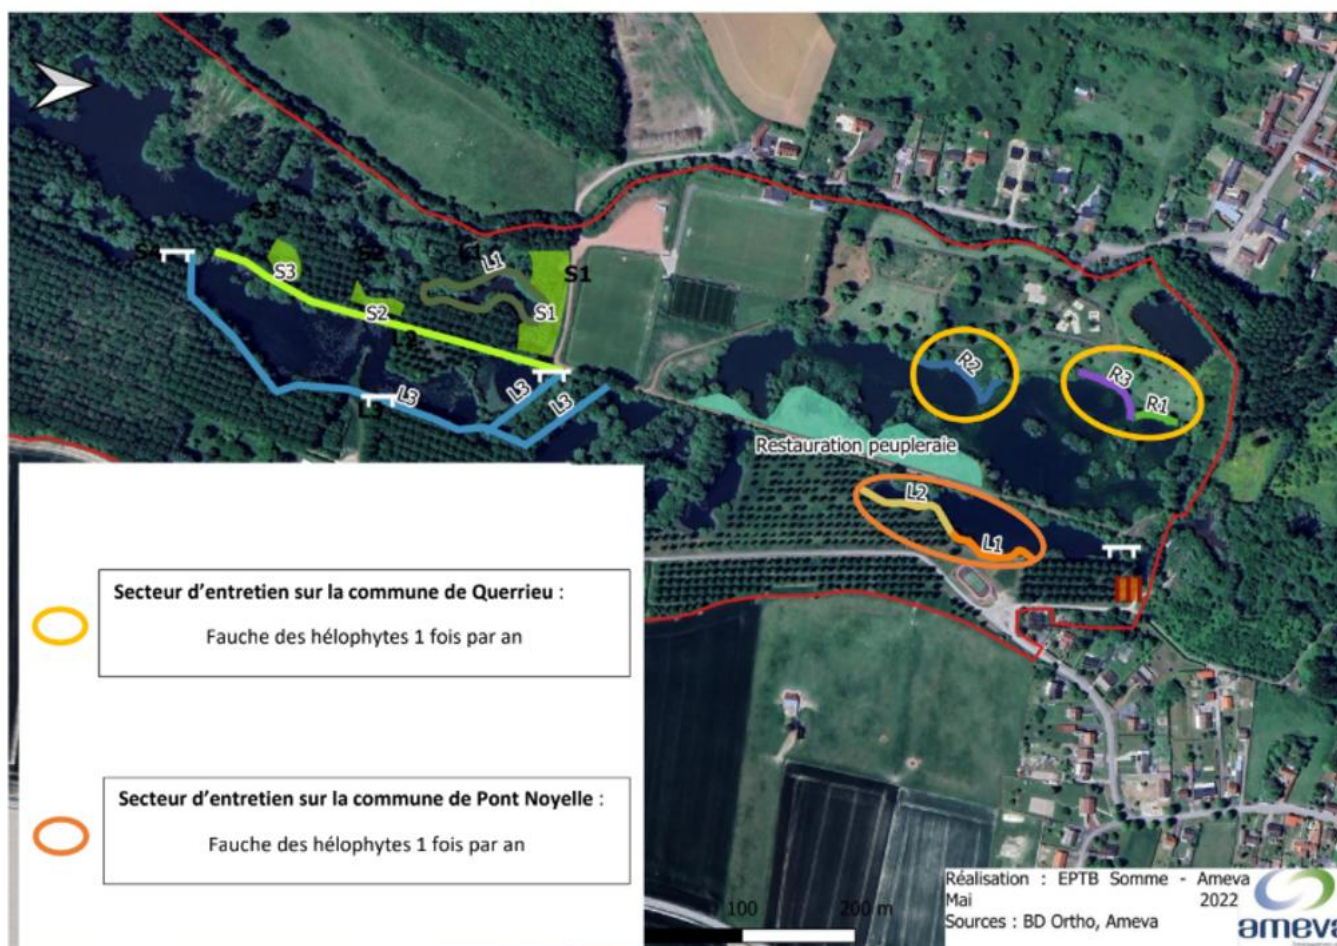 S3
S3
L1
S1
S3
S2
S1
L3
L3
L3
L3
R2
R3
R1
Restauration peupleraie
L2
L1
Secteur d'entretien sur la commune de Querrieu :
Fauche des hélophytes 1 fois par an
Secteur d'entretien sur la commune de Pont Noyelle :
Fauche des hélophytes 1 fois par an
100 200 m
Réalisation : EPTB Somme - Ameva
Mai 2022
Sources : BD Ortho, Ameva
ameva